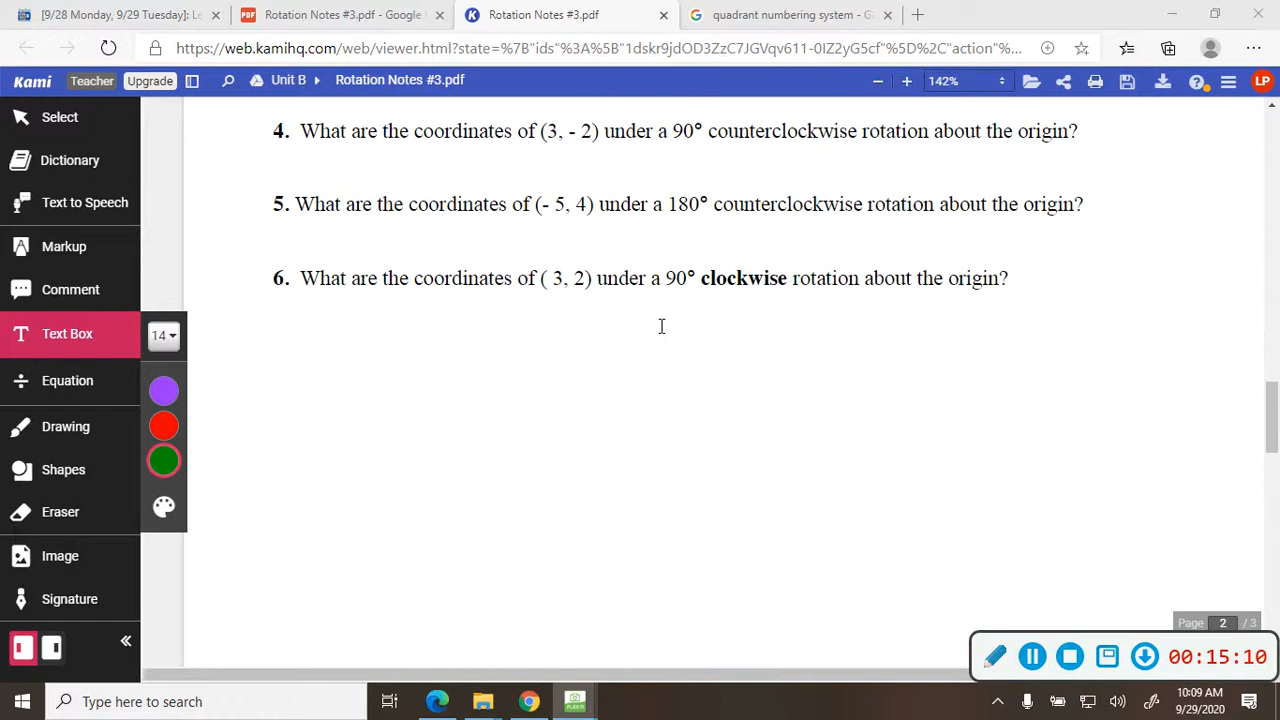 [9/28 Monday, 9/29 Tuesday]: Le
Rotation Notes #3.pdf - Google
Rotation Notes #3.pdf
quadrant numbering system - G
https://web.kamihq.com/web/viewer.html?state=%7B"ids"%3A%5B"1dskr9jdOD3ZzC7JGVqv611-0IZ2yG5cf"%5D%2C"action"%...
Kami Teacher Upgrade Unit B Rotation Notes #3.pdf 142% LP
Select
Dictionary
Text to Speech
Markup
Comment
Text Box
14
Equation
Drawing
Shapes
Eraser
Image
Signature
4. What are the coordinates of (3, - 2) under a 90° counterclockwise rotation about the origin?
5. What are the coordinates of (- 5, 4) under a 180° counterclockwise rotation about the origin?
6. What are the coordinates of ( 3, 2) under a 90° clockwise rotation about the origin?
Page 2 / 3
00:15:10
Type here to search
10:09 AM
9/29/2020